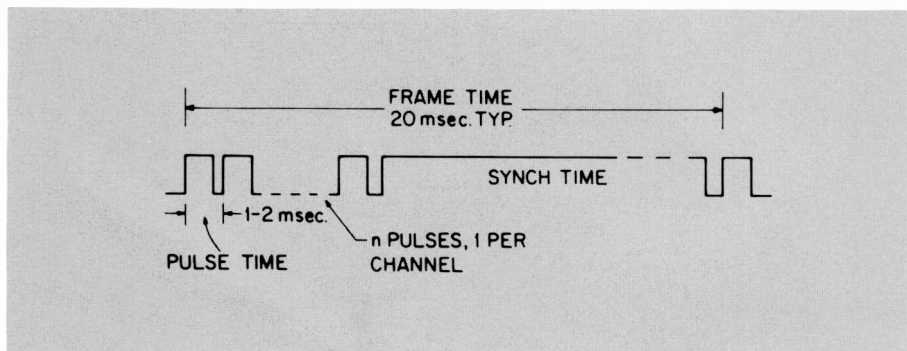 FRAME TIME
20 msec. TYP.
SYNCH TIME
1-2 msec.
n PULSES, 1 PER
CHANNEL
PULSE TIME